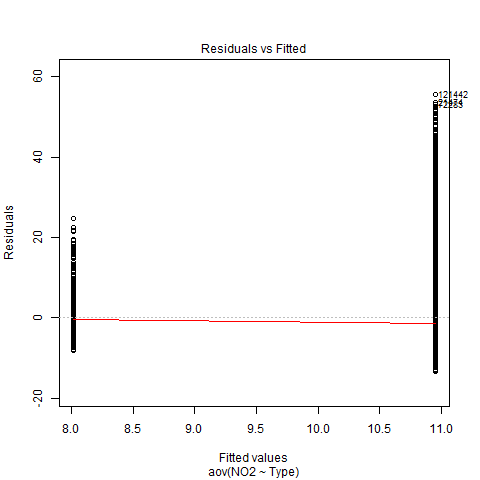 Residuals vs Fitted
Residuals
60
40
20
0
-20
121442
8.0 8.5 9.0 9.5 10.0 10.5 11.0
Fitted values
aov(NO2 ~ Type)